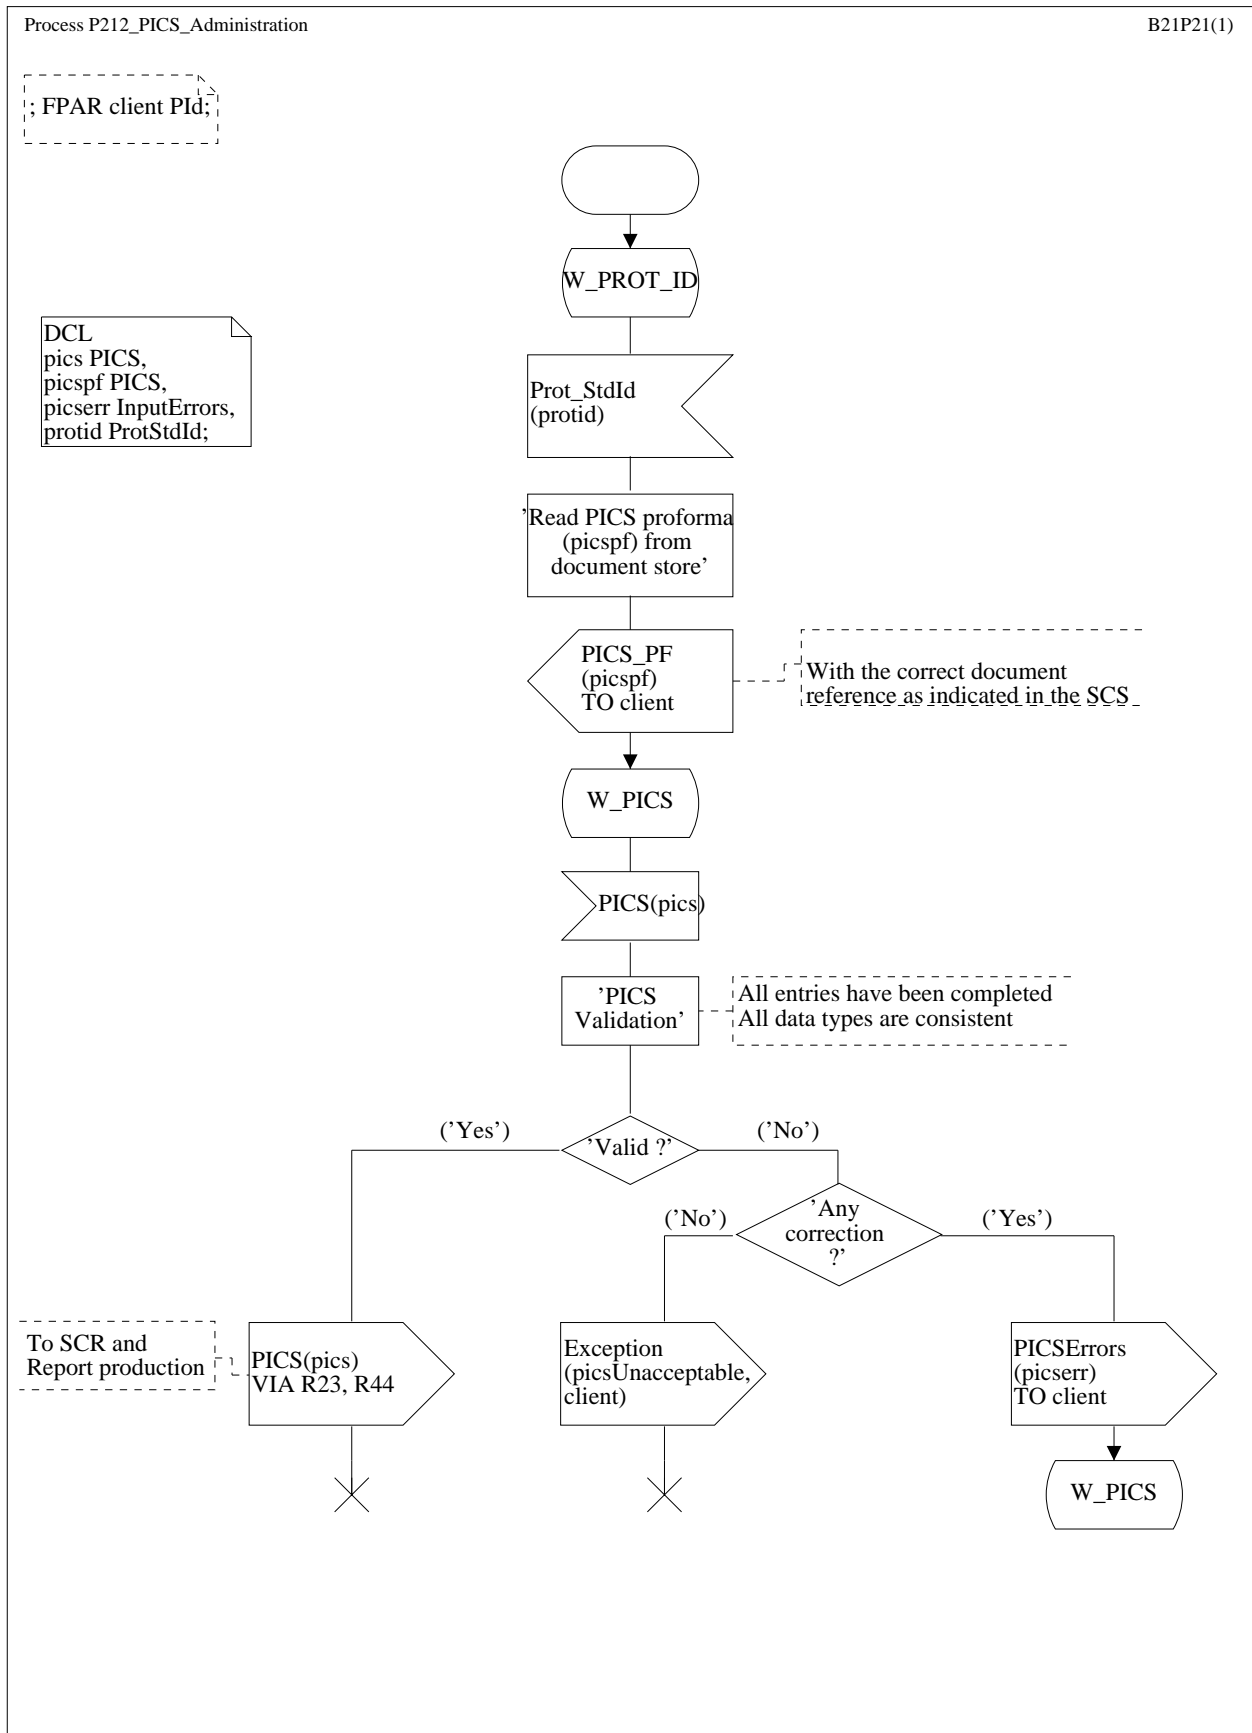 Process P212_PICS_Administration
B21P21(1)
; FPAR client PId;
W_PROT_ID
DCL
pics PICS,
picspf PICS,
picserr InputErrors,
protid ProtStdId;
Prot_StdId
(protid)
’Read PICS proforma
(picspf) from
document store’
PICS_PF
(picspf)
TO client
With the correct document
reference as indicated in the SCS
W_PICS
PICS(pics)
’PICS
Validation’
All entries have been completed
All data types are consistent
(’Yes’)
’Valid ?’
(’No’)
(’No’)
’Any
correction
?’
(’Yes’)
To SCR and
Report production
PICS(pics)
VIA R23, R44
Exception
(picsUnacceptable,
client)
PICSErrors
(picserr)
TO client
W_PICS